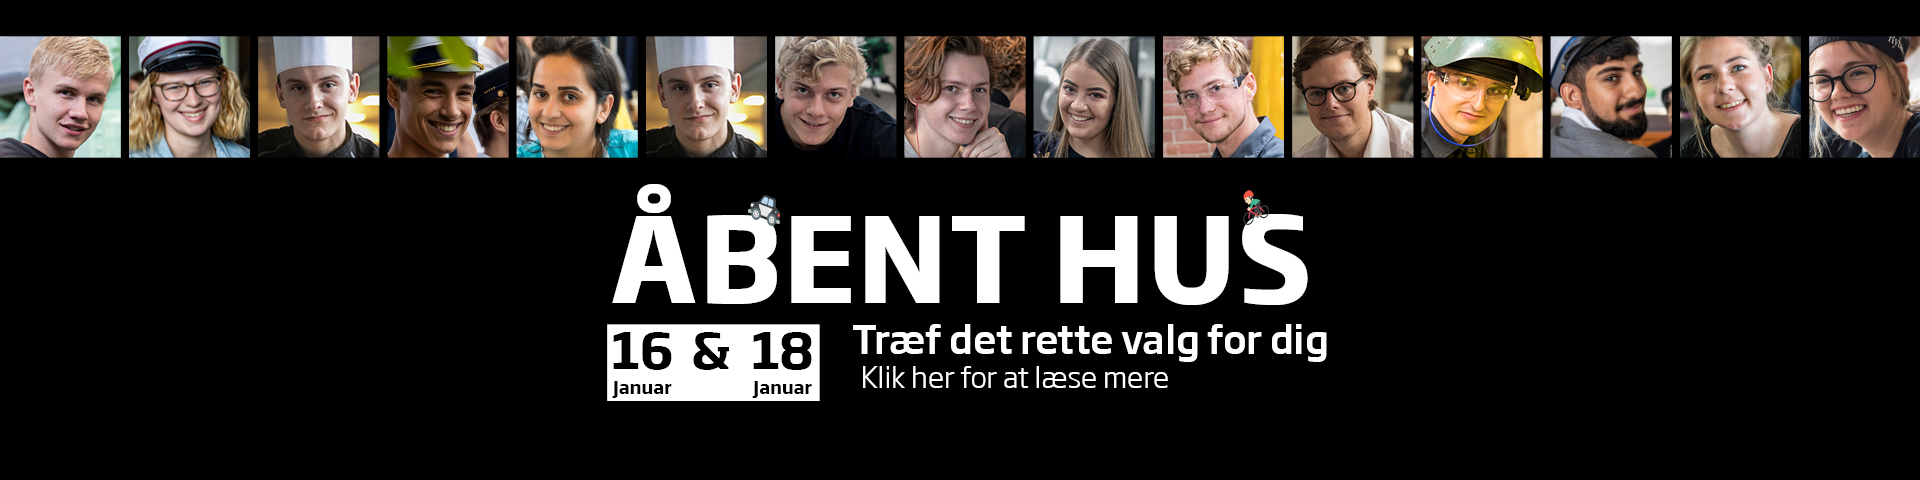 ÅBENT HUS
16 & 18
Januar Januar
Træf det rette valg for dig
Klik her for at læse mere